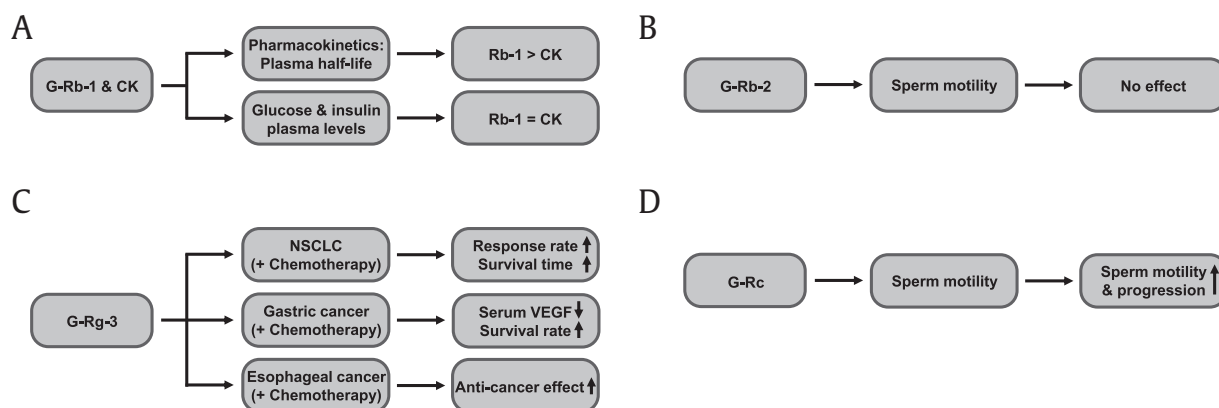 A
G-Rb-1 & CK
Pharmacokinetics:
Plasma half-life
Rb-1 > CK
Glucose & insulin
plasma levels
Rb-1 = CK
B
G-Rb-2
Sperm motility
No effect
C
G-Rg-3
NSCLC
(+ Chemotherapy)
Response rate
Survival time
Gastric cancer
(+ Chemotherapy)
Serum VEGF
Survival rate
Esophageal cancer
(+ Chemotherapy)
Anti-cancer effect
D
G-Rc
Sperm motility
Sperm motility
& progression